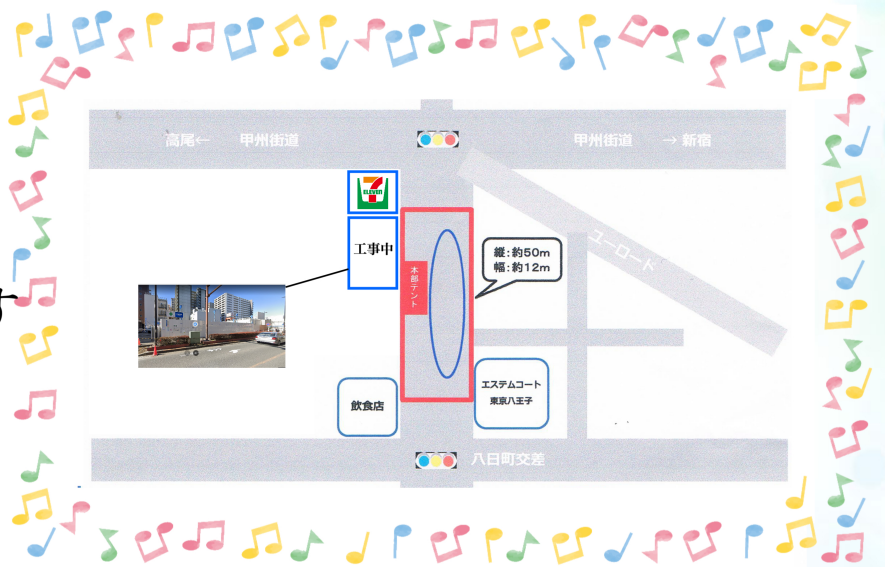 高尾← 甲州街道
甲州街道 → 新宿
ELEVEN
工事中
ユーロード
縦:約50m
幅:約12m
本部テント
す
エステムコート
東京八王子
飲食店
八日町交差